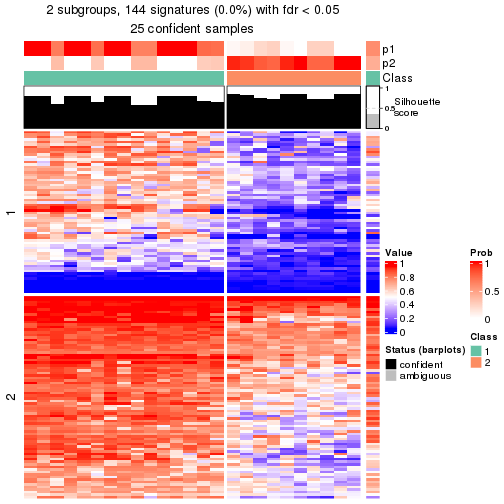 2 subgroups, 144 signatures (0.0%) with fdr < 0.05
25 confident samples
p1
p2
Class
1
0.5
0
Silhouette
score
1
2
Value
1
0.8
0.6
0.4
0.2
0
Prob
1
0.5
0
Status (barplots)
confident
ambiguous
Class
1
2